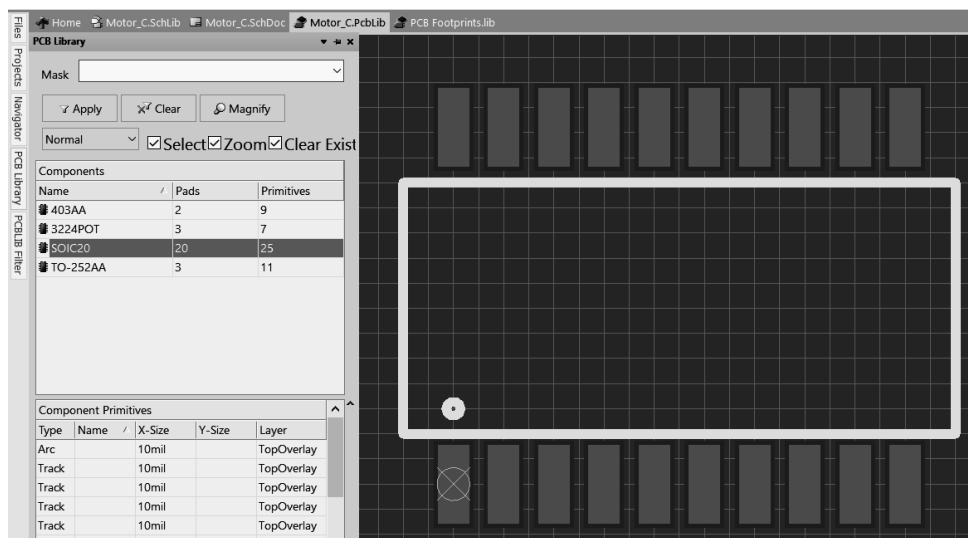 Home Motor_C.SchLib Motor_C.SchDoc Motor_C.PcbLib PCB Footprints.lib
Files
Projects
Navigator
PCB Library
PCBLIB Filter
PCB Library
Mask
Apply Clear Magnify
Normal Select Zoom Clear Exist
Components
Name Pads Primitives
403AA 2 9
3224POT 3 7
SOIC20 20 25
TO-252AA 3 11
Component Primitives
Type Name X-Size Y-Size Layer
Arc 10mil TopOverlay
Track 10mil TopOverlay
Track 10mil TopOverlay
Track 10mil TopOverlay
Track 10mil TopOverlay